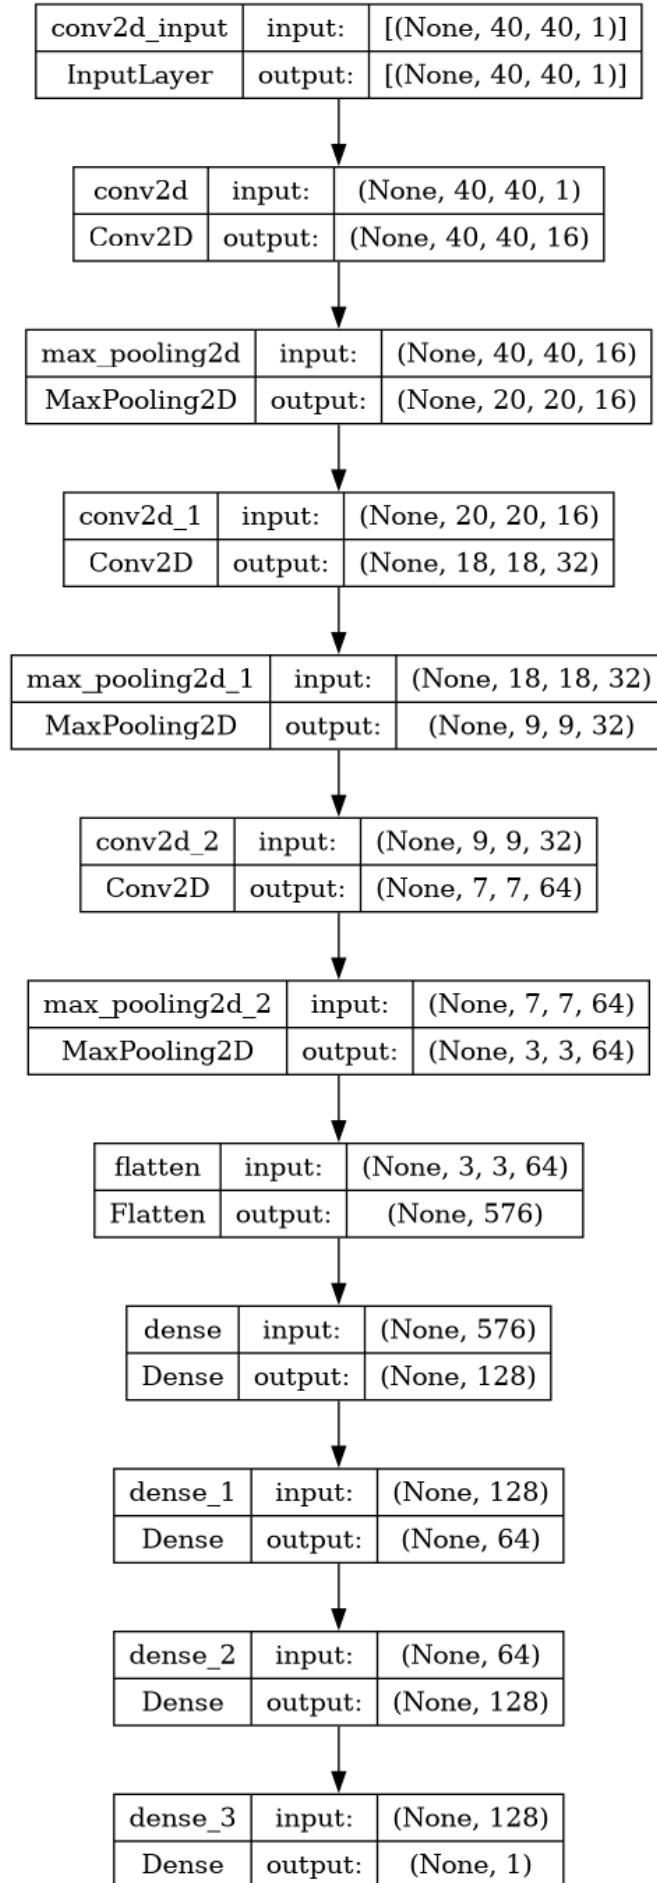 conv2d_input input: [(None, 40, 40, 1)]
InputLayer output: [(None, 40, 40, 1)]
conv2d input: (None, 40, 40, 1)
Conv2D output: (None, 40, 40, 16)
max_pooling2d input: (None, 40, 40, 16)
MaxPooling2D output: (None, 20, 20, 16)
conv2d_1 input: (None, 20, 20, 16)
Conv2D output: (None, 18, 18, 32)
max_pooling2d_1 input: (None, 18, 18, 32)
MaxPooling2D output: (None, 9, 9, 32)
conv2d_2 input: (None, 9, 9, 32)
Conv2D output: (None, 7, 7, 64)
max_pooling2d_2 input: (None, 7, 7, 64)
MaxPooling2D output: (None, 3, 3, 64)
flatten input: (None, 3, 3, 64)
Flatten output: (None, 576)
dense input: (None, 576)
Dense output: (None, 128)
dense_1 input: (None, 128)
Dense output: (None, 64)
dense_2 input: (None, 64)
Dense output: (None, 128)
dense_3 input: (None, 128)
Dense output: (None, 1)